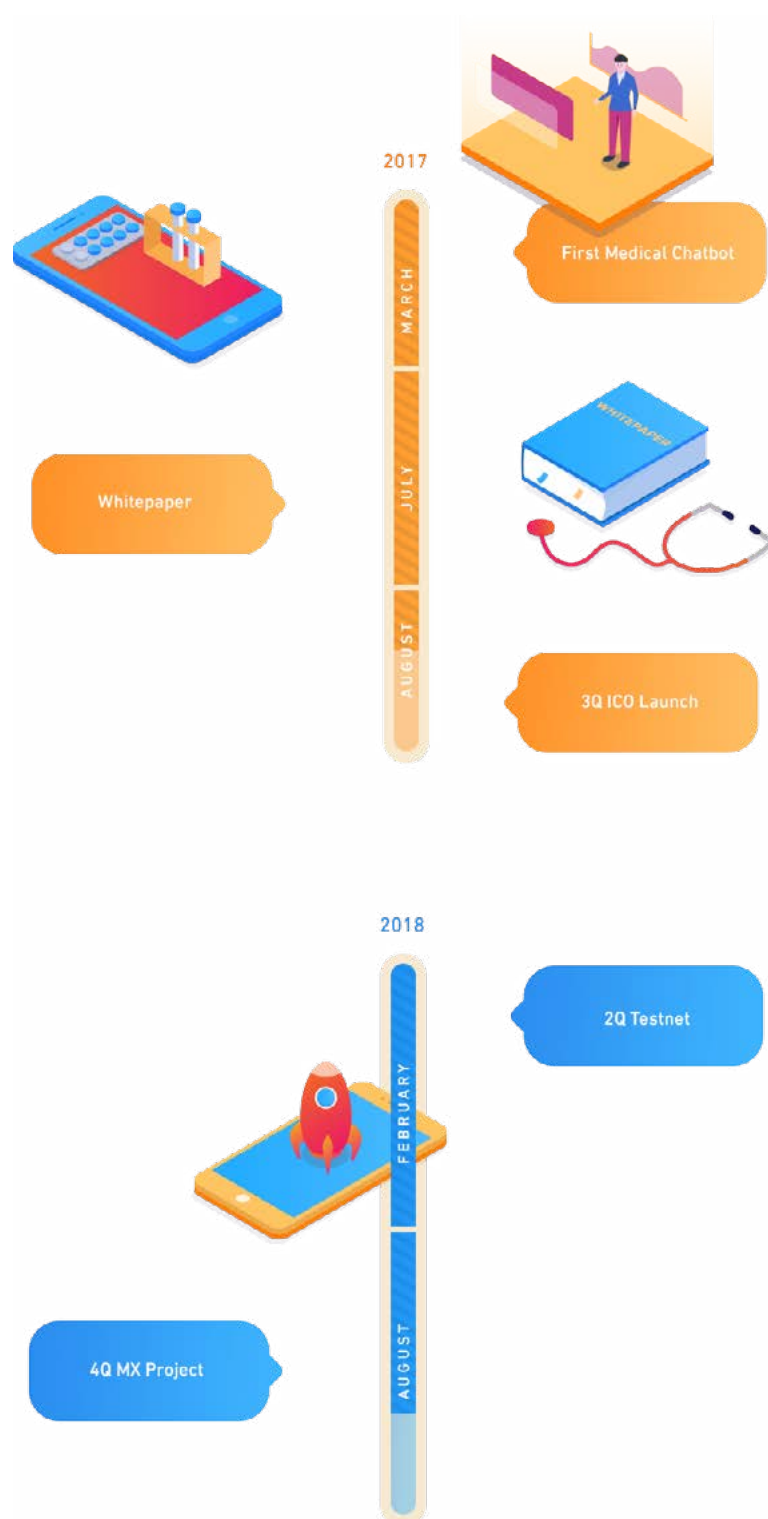 2017
MARCH
First Medical Chatbot
WHITEPAPER
JULY
Whitepaper
AUGUST
3Q ICO Launch
2018
2Q Testnet
FEBRUARY
AUGUST
4Q MX Project